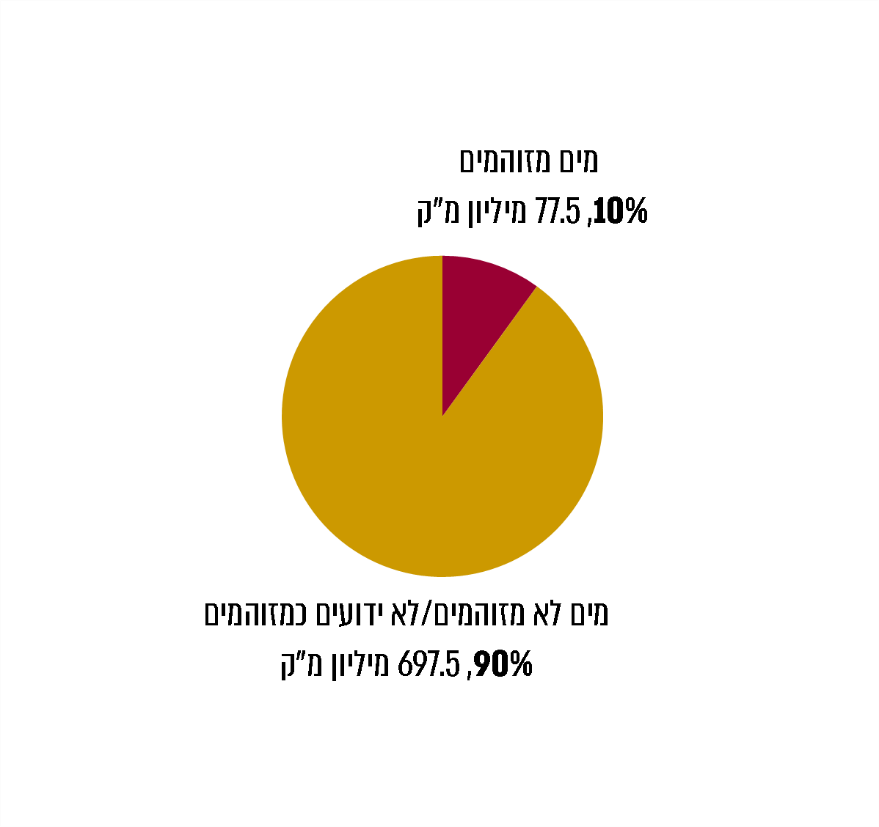 מים מזוהמים
10%, 77.5 מיליון מ"ק
מים לא מזוהמים/לא ידועים כמזוהמים
90%, 697.5 מיליון מ"ק